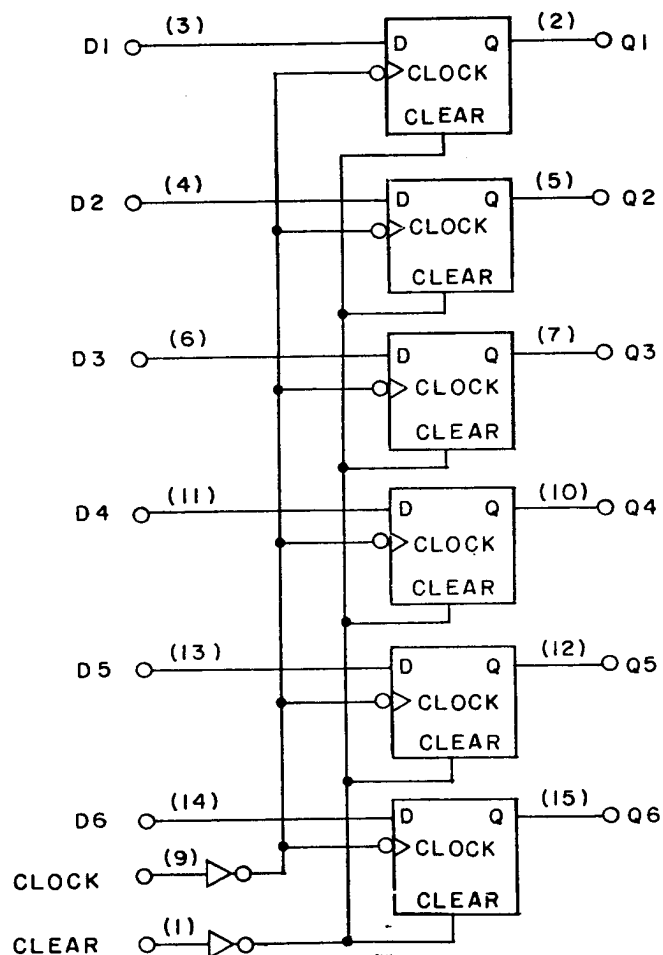 D1 (3) D Q (2) Q1
CLOCK
CLEAR
D2 (4) D Q (5) Q2
CLOCK
CLEAR
D3 (6) D Q (7) Q3
CLOCK
CLEAR
D4 (11) D Q (10) Q4
CLOCK
CLEAR
D5 (13) D Q (12) Q5
CLOCK
CLEAR
D6 (14) D Q (15) Q6
CLOCK (9) CLOCK
CLEAR
CLEAR (1)